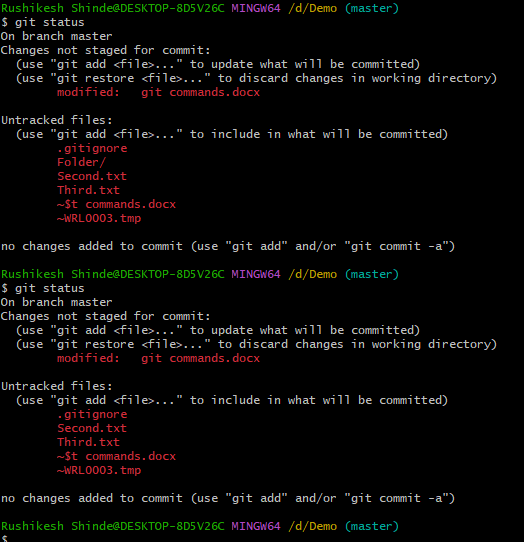 Rushikesh Shinde@DESKTOP-8D5V26C MINGW64 /d/Demo (master)
$ git status
On branch master
Changes not staged for commit:
  (use "git add <file>..." to update what will be committed)
  (use "git restore <file>..." to discard changes in working directory)
        modified:   git commands.docx

Untracked files:
  (use "git add <file>..." to include in what will be committed)
        .gitignore
        Folder/
        Second.txt
        Third.txt
        ~$t commands.docx
        ~WRL0003.tmp

no changes added to commit (use "git add" and/or "git commit -a")

Rushikesh Shinde@DESKTOP-8D5V26C MINGW64 /d/Demo (master)
$ git status
On branch master
Changes not staged for commit:
  (use "git add <file>..." to update what will be committed)
  (use "git restore <file>..." to discard changes in working directory)
        modified:   git commands.docx

Untracked files:
  (use "git add <file>..." to include in what will be committed)
        .gitignore
        Second.txt
        Third.txt
        ~$t commands.docx
        ~WRL0003.tmp

no changes added to commit (use "git add" and/or "git commit -a")

Rushikesh Shinde@DESKTOP-8D5V26C MINGW64 /d/Demo (master)
$